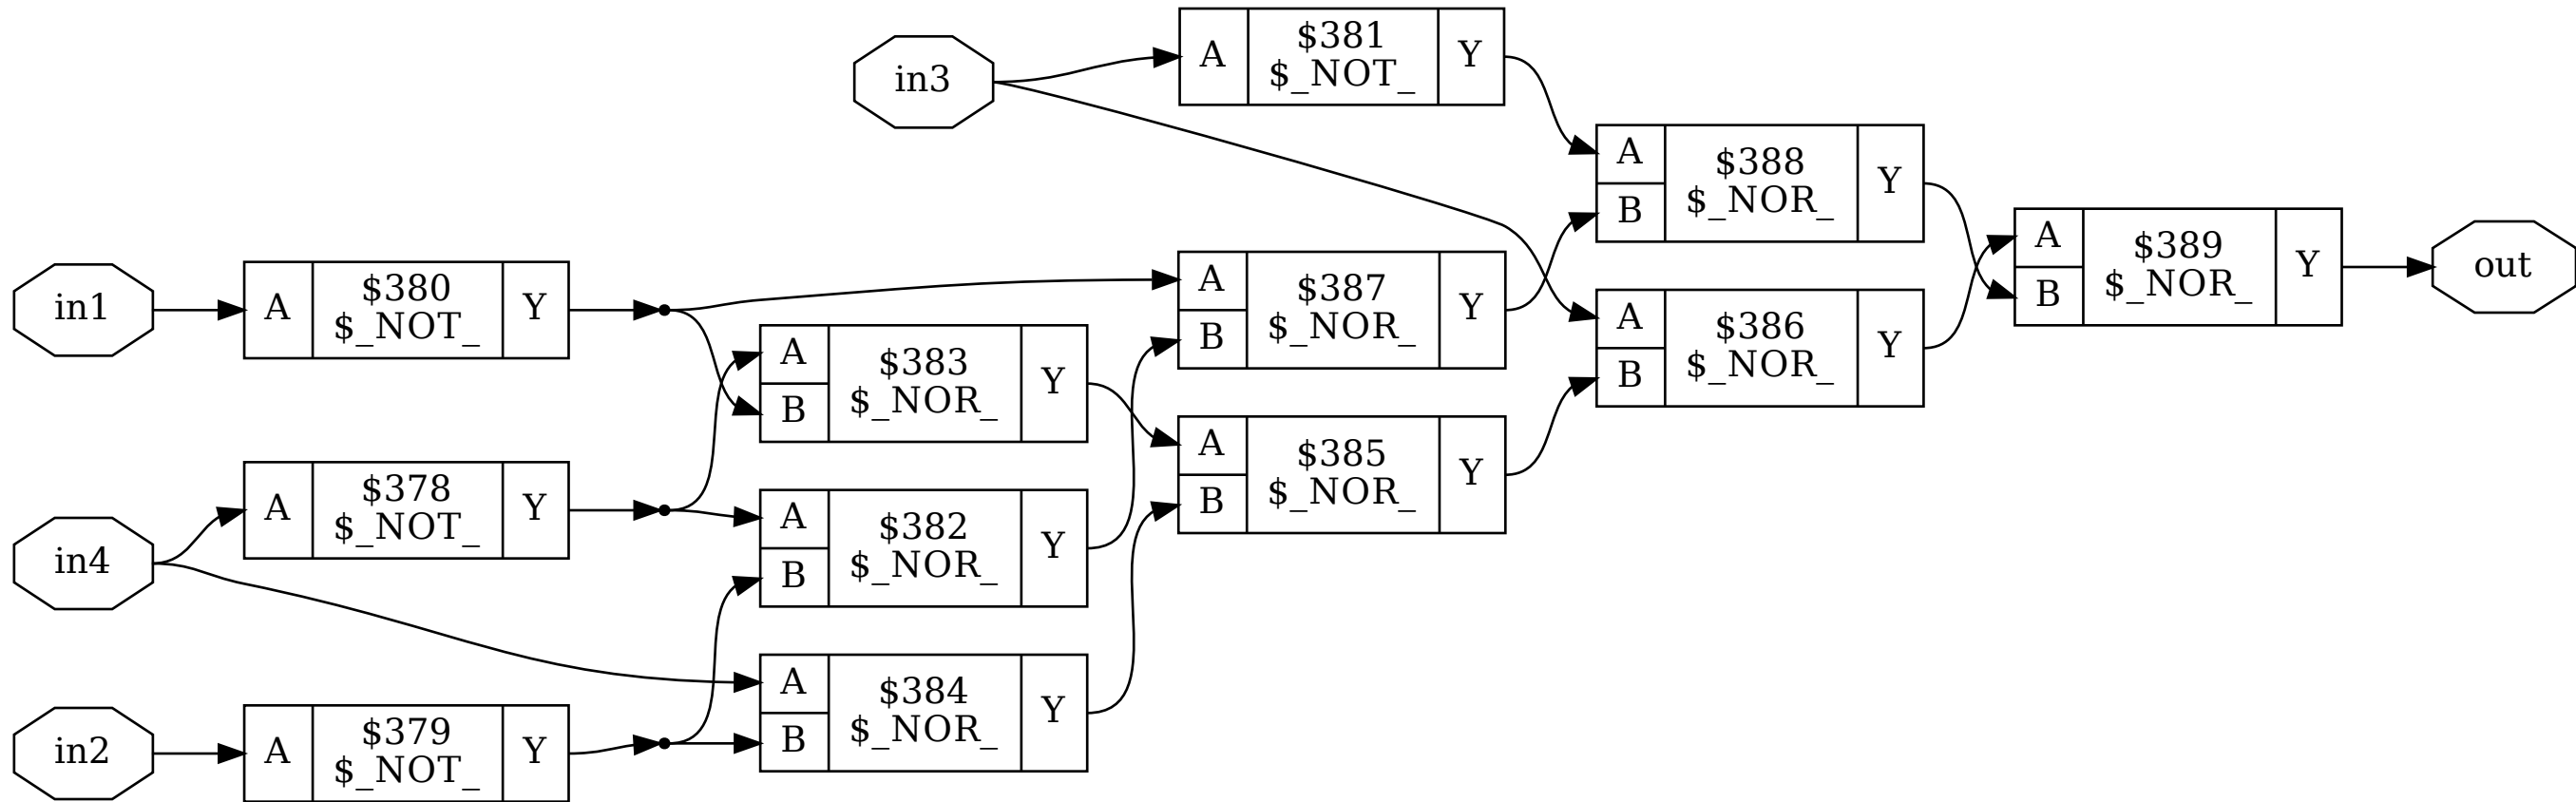 in3
A
$381
$_NOT_
Y
A
B
$388
$_NOR_
Y
in1
A
$380
$_NOT_
Y
A
B
$387
$_NOR_
Y
A
B
$389
$_NOR_
Y
out
A
B
$383
$_NOR_
Y
A
B
$386
$_NOR_
Y
in4
A
$378
$_NOT_
Y
A
B
$382
$_NOR_
Y
A
B
$385
$_NOR_
Y
in2
A
$379
$_NOT_
Y
A
B
$384
$_NOR_
Y